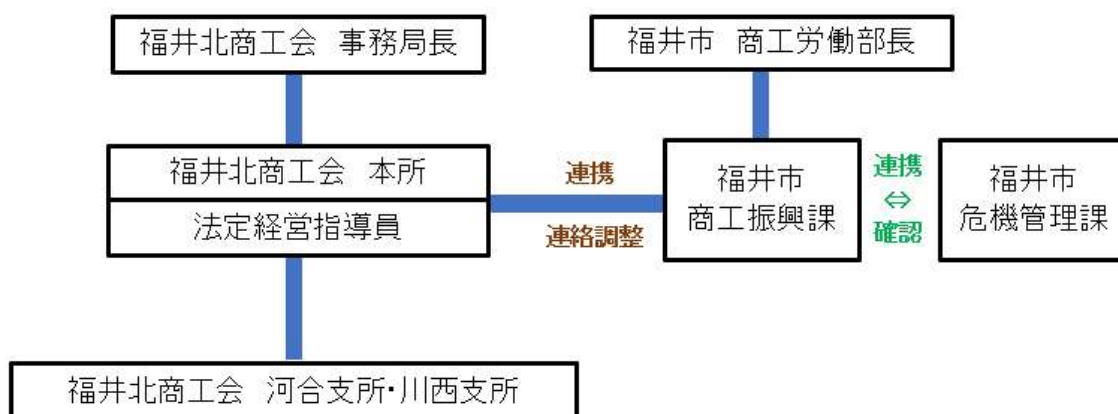 福井北商工会　事務局長
福井市　商工労働部長
福井北商工会　本所
法定経営指導員
連携
連絡調整
福井市
商工振興課
連携
⇔
確認
福井市
危機管理課
福井北商工会　河合支所・川西支所